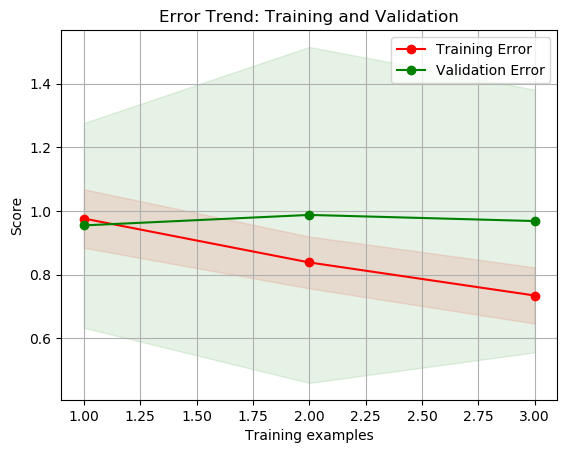 Error Trend: Training and Validation
Training Error
Validation Error
Score
1.4
1.2
1.0
0.8
0.6
1.00 1.25 1.50 1.75 2.00 2.25 2.50 2.75 3.00
Training examples